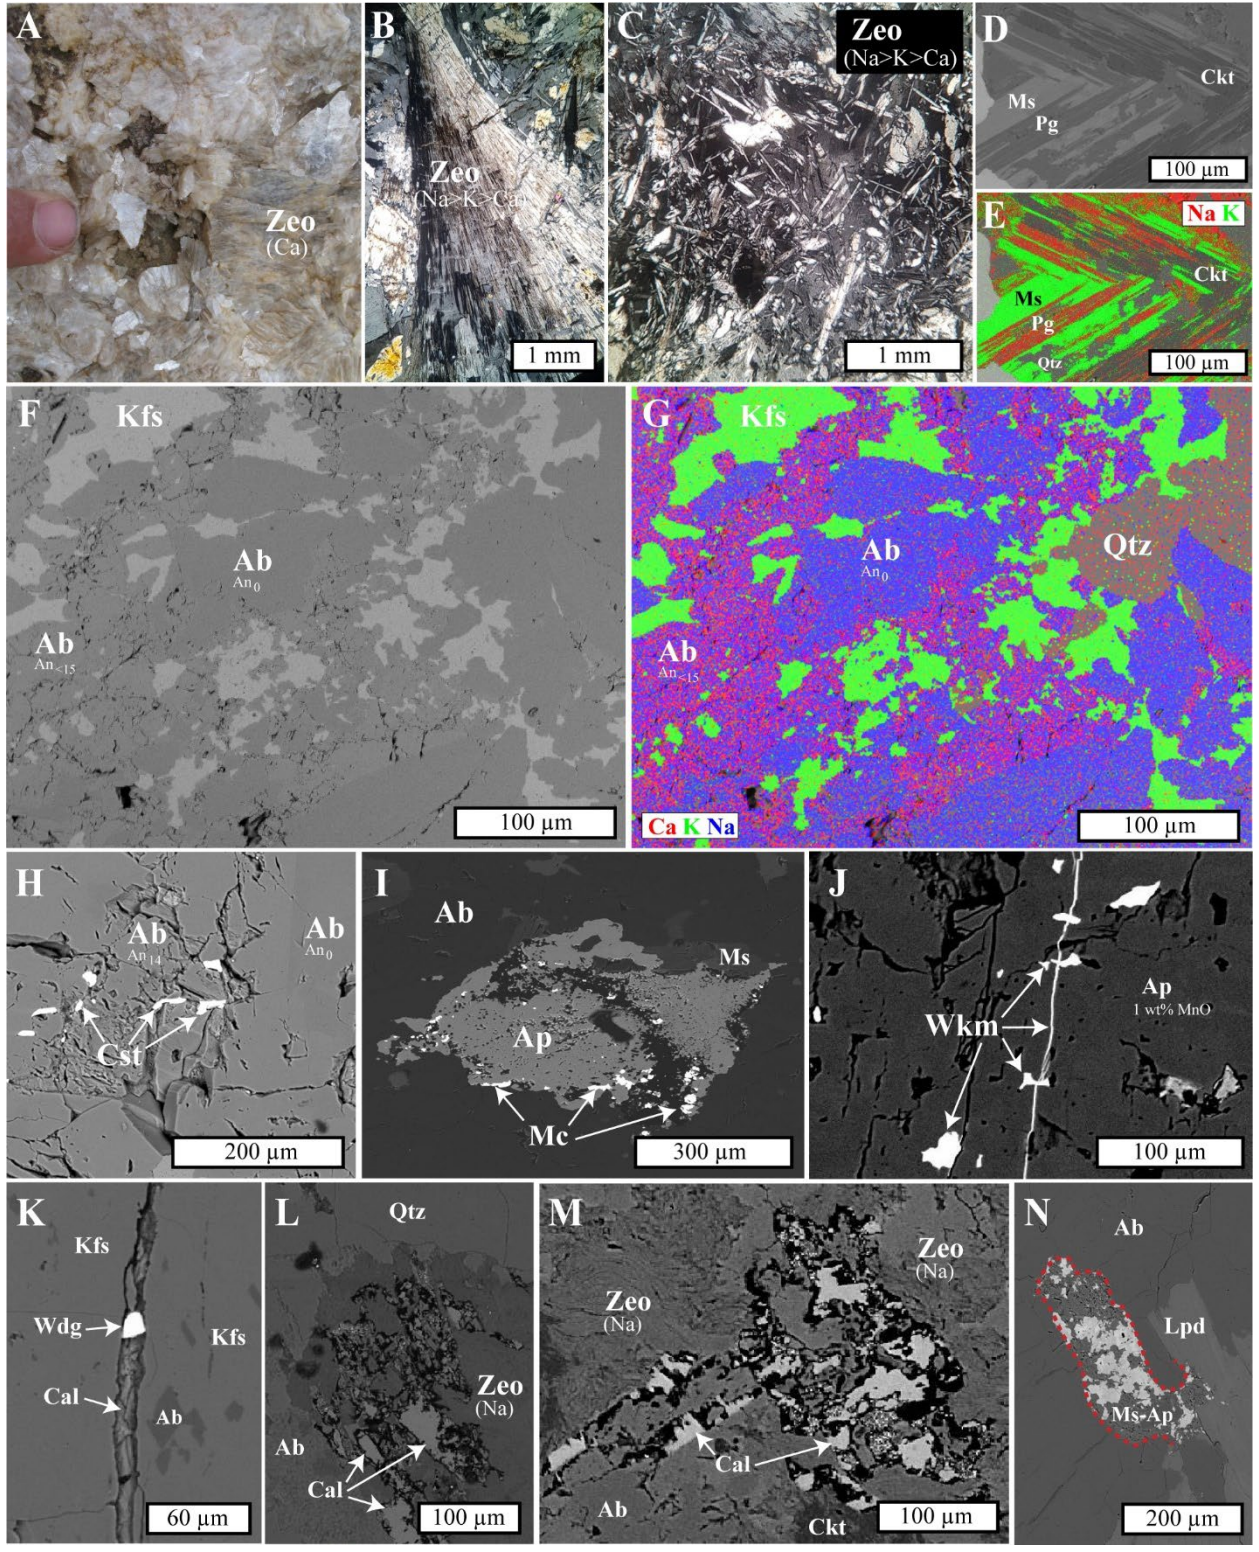 A
Zeo
(Ca)
B
Zeo
(Na>K>Ca)
1 mm
C
Zeo
(Na>K>Ca)
1 mm
D
Ckt
Ms
Pg
100 µm
E
Na K
Ckt
Ms
Pg
Qtz
100 µm
F
Kfs
Ab
An0
Ab
An<15
100 µm
G
Kfs
Ab
An0
Qtz
Ab
An<15
Ca K Na
100 µm
H
Ab
An14
Ab
An0
Cst
200 µm
I
Ab
Ms
Ap
Mc
300 µm
J
Ap
1 wt% MnO
Wkm
100 µm
K
Kfs
Wdg
Kfs
Cal
Ab
60 µm
L
Qtz
Zeo
(Na)
Ab
Cal
100 µm
M
Zeo
(Na)
Zeo
(Na)
Cal
Ab
Ckt
100 µm
N
Ab
Lpd
Ms-Ap
200 µm